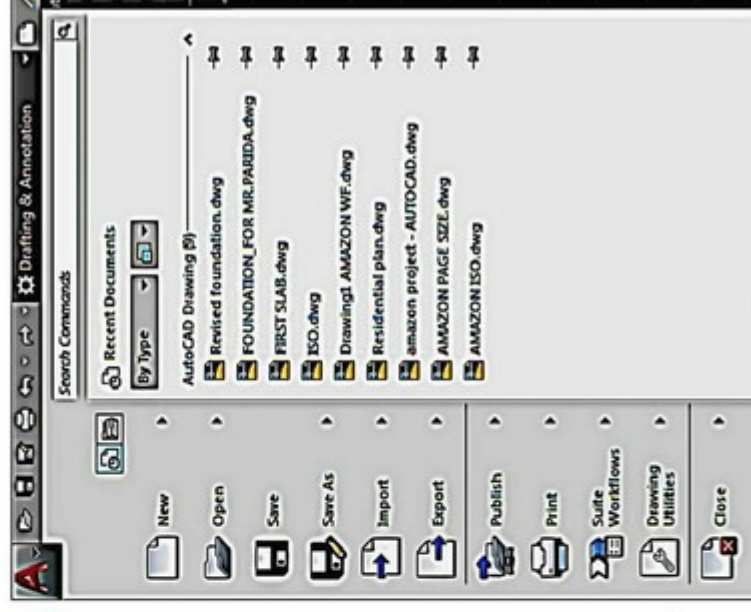 Drafting & Annotation
Search Commands
Recent Documents
By Type
AutoCAD Drawing (9)
Revised foundation.dwg
FOUNDATION_FOR MR.PARIDA.dwg
FIRST SLAB.dwg
ISO.dwg
Drawing1 AMAZON WF.dwg
Residential plan.dwg
amazon project - AUTOCAD.dwg
AMAZON PAGE SIZE.dwg
AMAZON ISO.dwg
New
Open
Save
Save As
Import
Export
Publish
Print
Suite
Workflows
Drawing
Utilities
Close